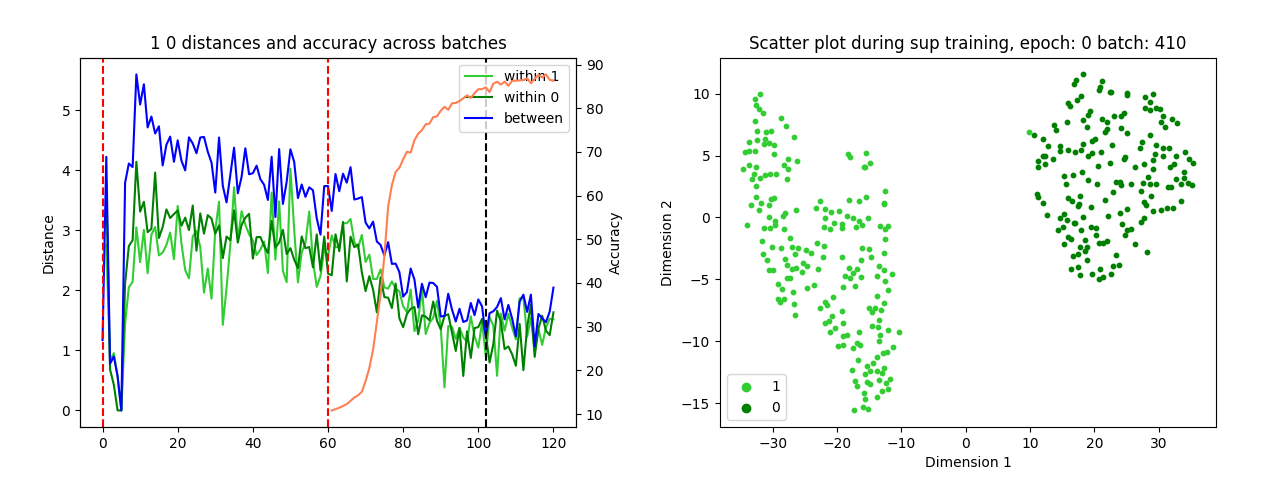 1 0 distances and accuracy across batches
Distance
5
4
3
2
1
0
0 20 40 60 80 100 120
90
80
70
60
50
40
30
20
10
Accuracy
within 1
within 0
between
Scatter plot during sup training, epoch: 0 batch: 410
Dimension 2
10
5
0
−5
−10
−15
−30 −20 −10 0 10 20 30
Dimension 1
1
0